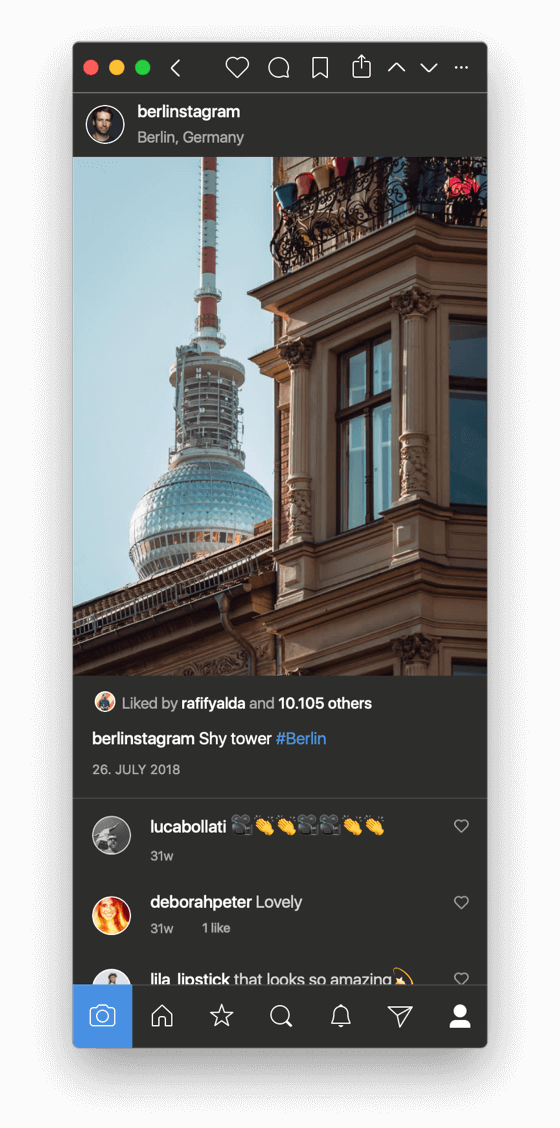 berlinstagram
Berlin, Germany
Liked by rafifyalda and 10.105 others
berlinstagram Shy tower #Berlin
26. JULY 2018
lucabollati 🎥👏👏🎥🎥👏👏
31w
deborahpeter Lovely
31w 1 like
lila_lipstick that looks so amazing💫